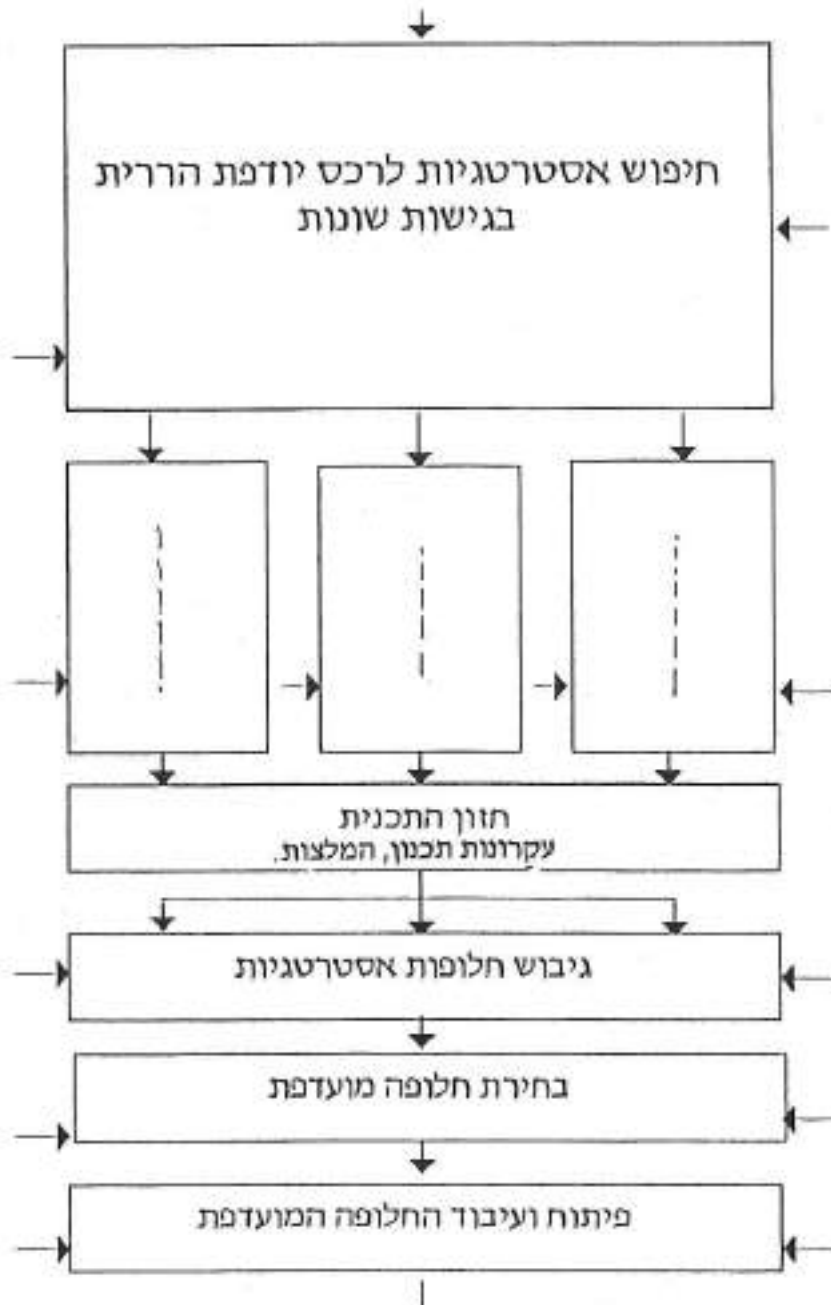 חיפוש אסטרטגיות לרכס יודפת הררית
בגישות שונות
חזון התכנית
עקרונות תכנון, המלצות.
גיבוש חלופות אסטרטגיות
בחירת חלופה מועדפת
פיתוח ועיבוד החלופה המועדפת